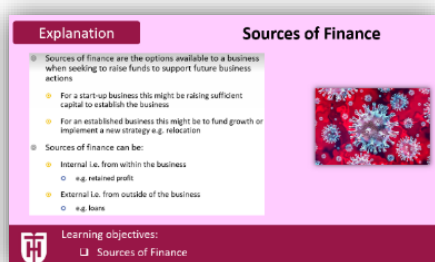 Explanation
Sources of Finance
Sources of finance are the options available to a business
when seeking to raise funds to support future business
actions
For a start-up business this might be raising sufficient
capital to establish the business
For an established business this might be to fund growth or
implement a new strategy e.g. relocation
Sources of finance can be:
Internal i.e. from within the business
e.g. retained profit
External i.e. from outside of the business
e.g. loans
Learning objectives:
Sources of Finance